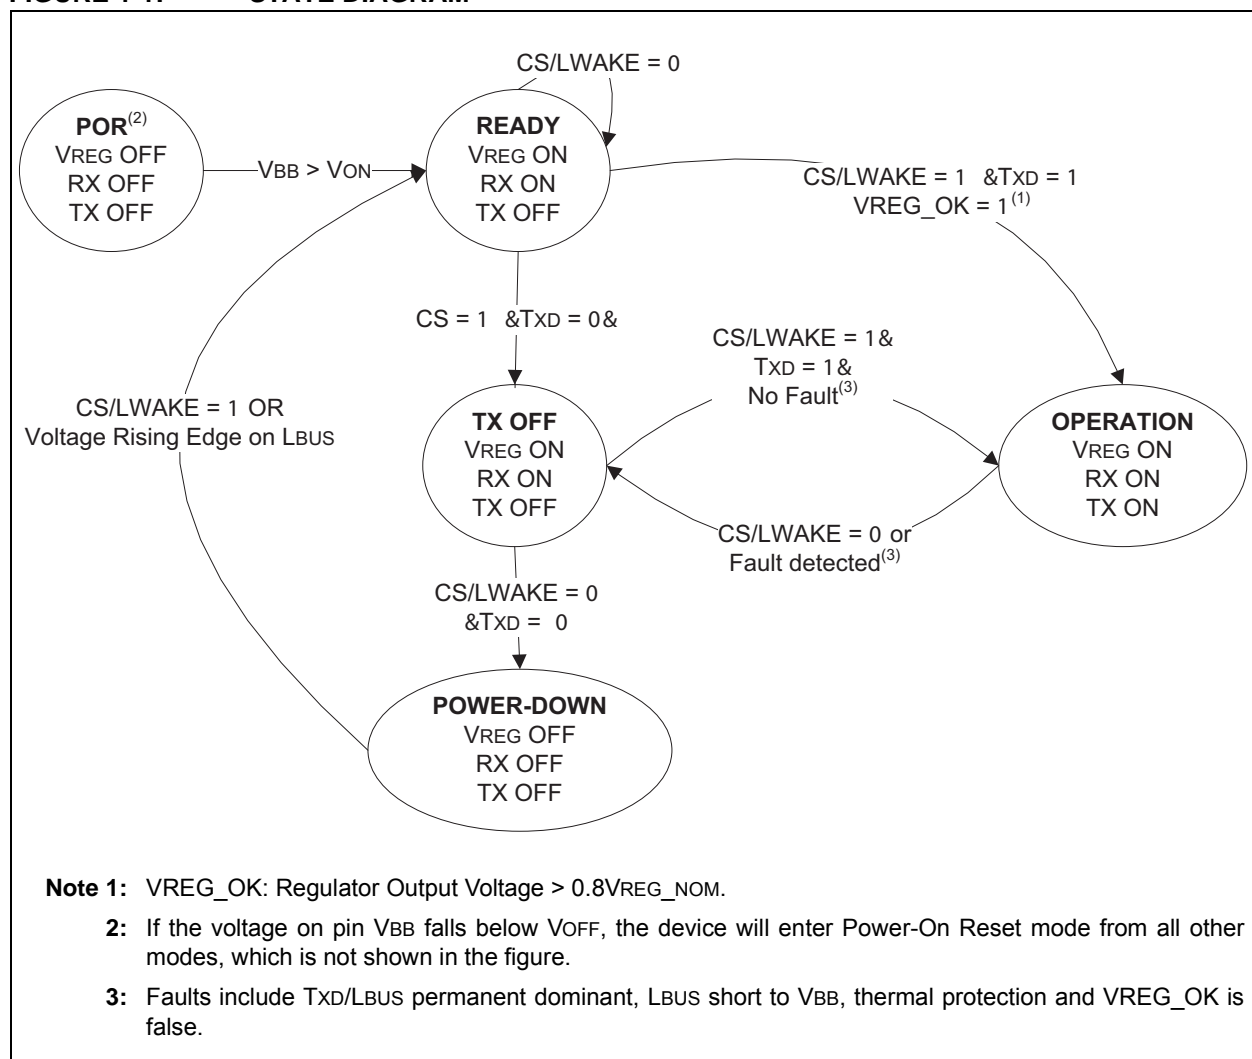 CS/LWAKE = 0
POR(2)
VREG OFF
RX OFF
TX OFF
VBB > VON
READY
VREG ON
RX ON
TX OFF
CS/LWAKE = 1 &TXD = 1
VREG_OK = 1(1)
CS = 1 &TXD = 0&
CS/LWAKE = 1&
TXD = 1&
No Fault(3)
CS/LWAKE = 1 OR
Voltage Rising Edge on LBUS
TX OFF
VREG ON
RX ON
TX OFF
OPERATION
VREG ON
RX ON
TX ON
CS/LWAKE = 0 or
Fault detected(3)
CS/LWAKE = 0
&TXD = 0
POWER-DOWN
VREG OFF
RX OFF
TX OFF
Note 1: VREG_OK: Regulator Output Voltage > 0.8VREG_NOM.
2: If the voltage on pin VBB falls below VOFF, the device will enter Power-On Reset mode from all other
modes, which is not shown in the figure.
3: Faults include TXD/LBUS permanent dominant, LBUS short to VBB, thermal protection and VREG_OK is
false.